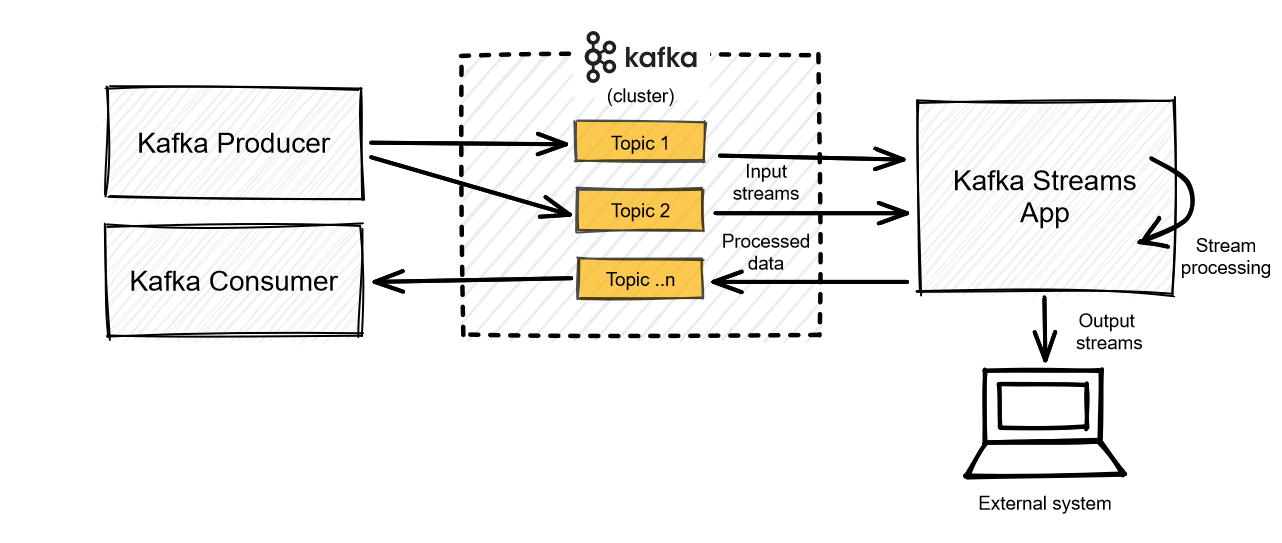 kafka
(cluster)
Kafka Producer
Topic 1
Input
streams
Kafka Streams
App
Topic 2
Processed
data
Stream
processing
Kafka Consumer
Topic ..n
Output
streams
External system